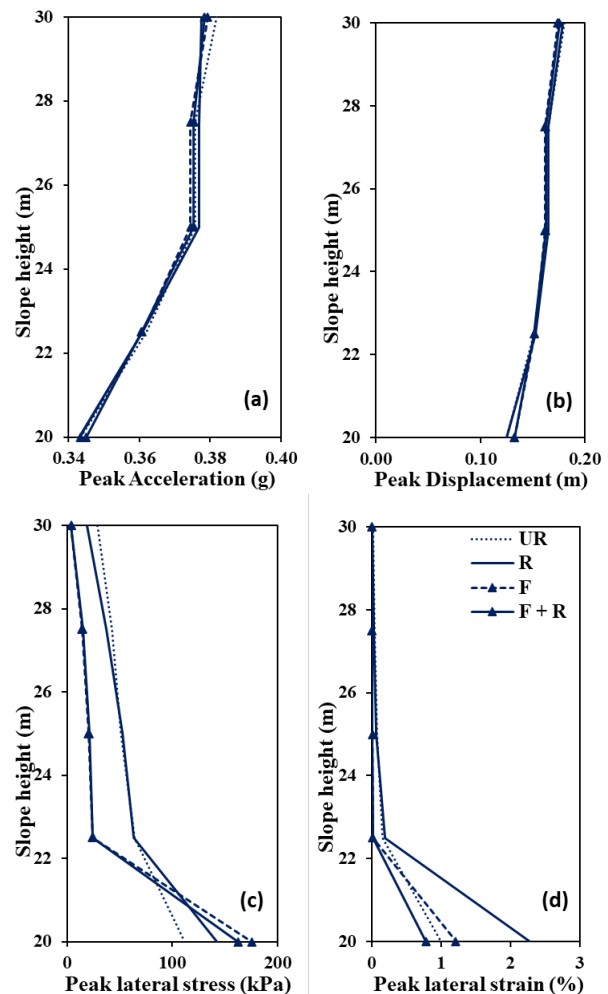 30
28
26
24
22
20
Slope height (m)
(a)
0.34 0.36 0.38 0.40
Peak Acceleration (g)
30
28
26
24
22
20
Slope height (m)
(b)
0.00 0.10 0.20
Peak Displacement (m)
30
28
26
24
22
20
Slope height (m)
(c)
0 100 200
Peak lateral stress (kPa)
30
28
26
24
22
20
Slope height (m)
UR
R
F
F + R
(d)
0 1 2 3
Peak lateral strain (%)